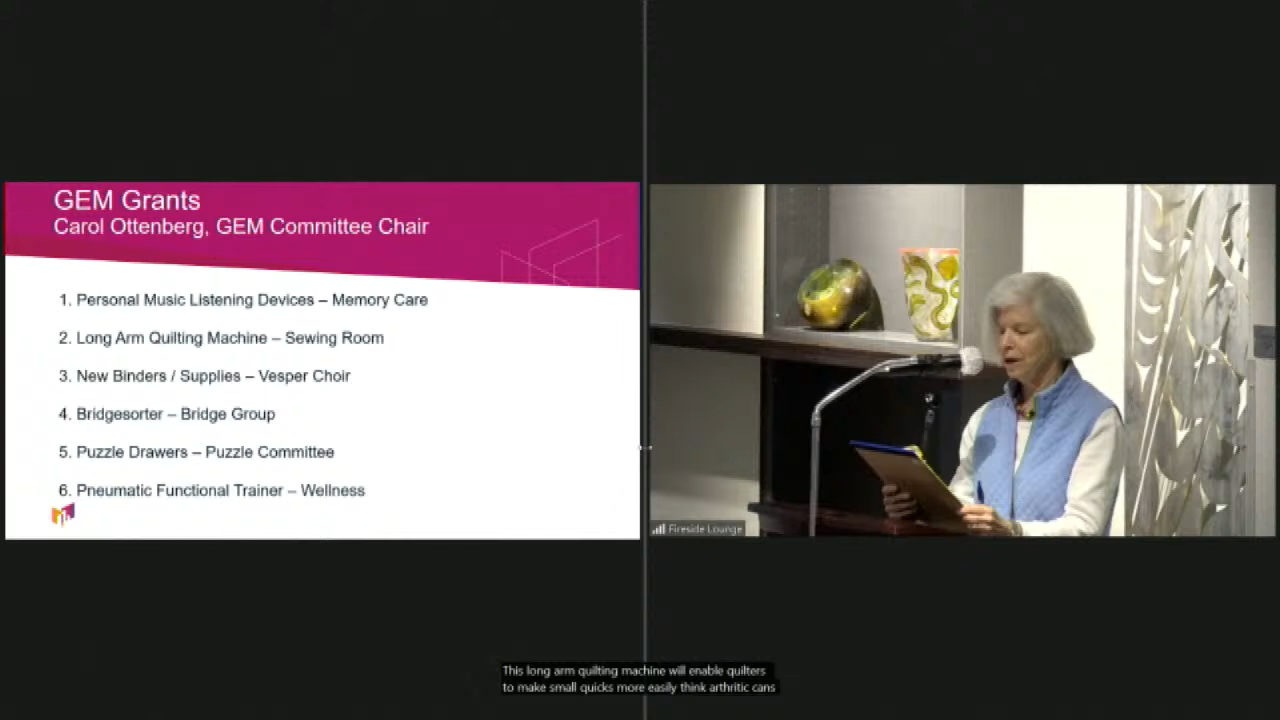 GEM Grants
Carol Ottenberg, GEM Committee Chair
1. Personal Music Listening Devices – Memory Care
2. Long Arm Quilting Machine – Sewing Room
3. New Binders / Supplies – Vesper Choir
4. Bridgesorter – Bridge Group
5. Puzzle Drawers – Puzzle Committee
6. Pneumatic Functional Trainer – Wellness
Fireside Lounge
This long arm quilting machine will enable quilters
to make small quicks more easily think arthritic cans